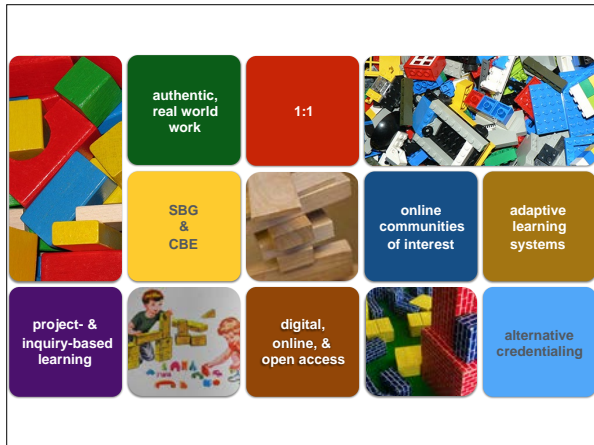 authentic,
real world
work
1:1
SBG
&
CBE
online
communities
of interest
adaptive
learning
systems
project- &
inquiry-based
learning
digital,
online, &
open access
alternative
credentialing